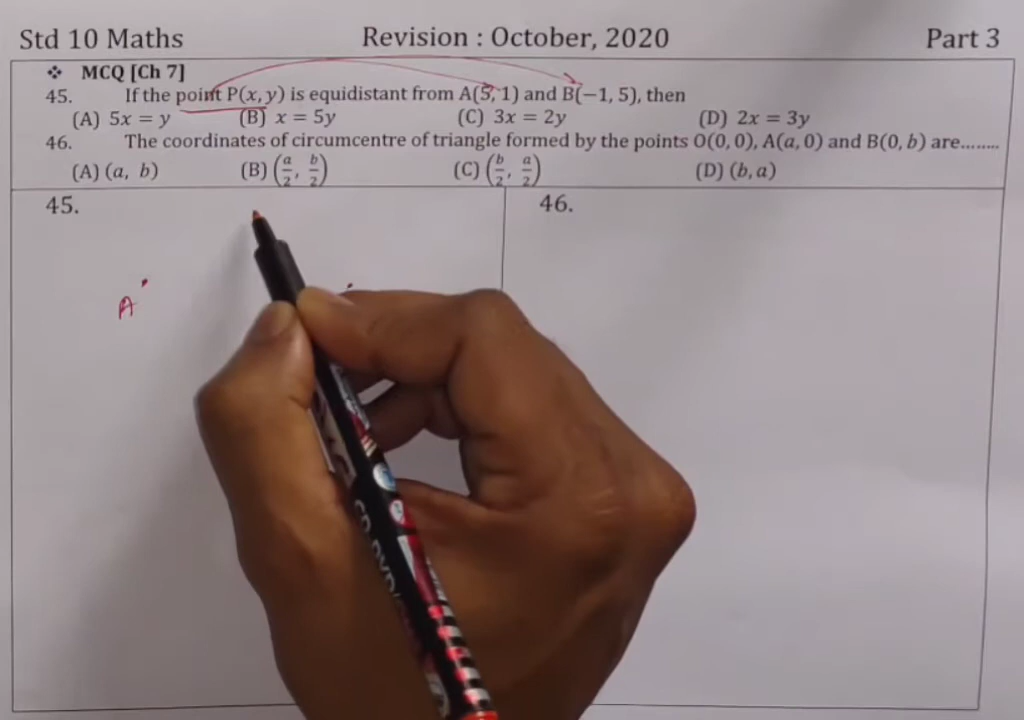 Std 10 Maths Revision : October, 2020 Part 3
❖ MCQ [Ch 7]
45. If the point P(x, y) is equidistant from A(5, 1) and B(−1, 5), then
(A) 5x = y (B) x = 5y (C) 3x = 2y (D) 2x = 3y
46. The coordinates of circumcentre of triangle formed by the points O(0, 0), A(a, 0) and B(0, b) are........
(A) (a, b) (B) (a/2, b/2) (C) (b/2, a/2) (D) (b, a)
45. 46.
A